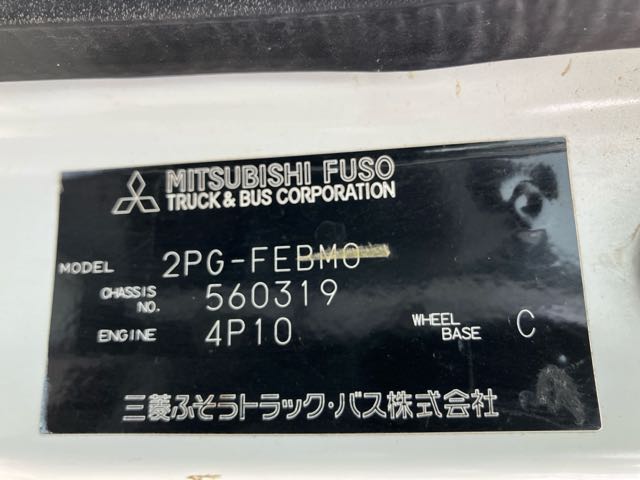 MITSUBISHI FUSO
TRUCK & BUS CORPORATION
MODEL 2PG-FEBM0
CHASSIS NO. 560319
ENGINE 4P10 WHEEL BASE C
三菱ふそうトラック・バス株式会社